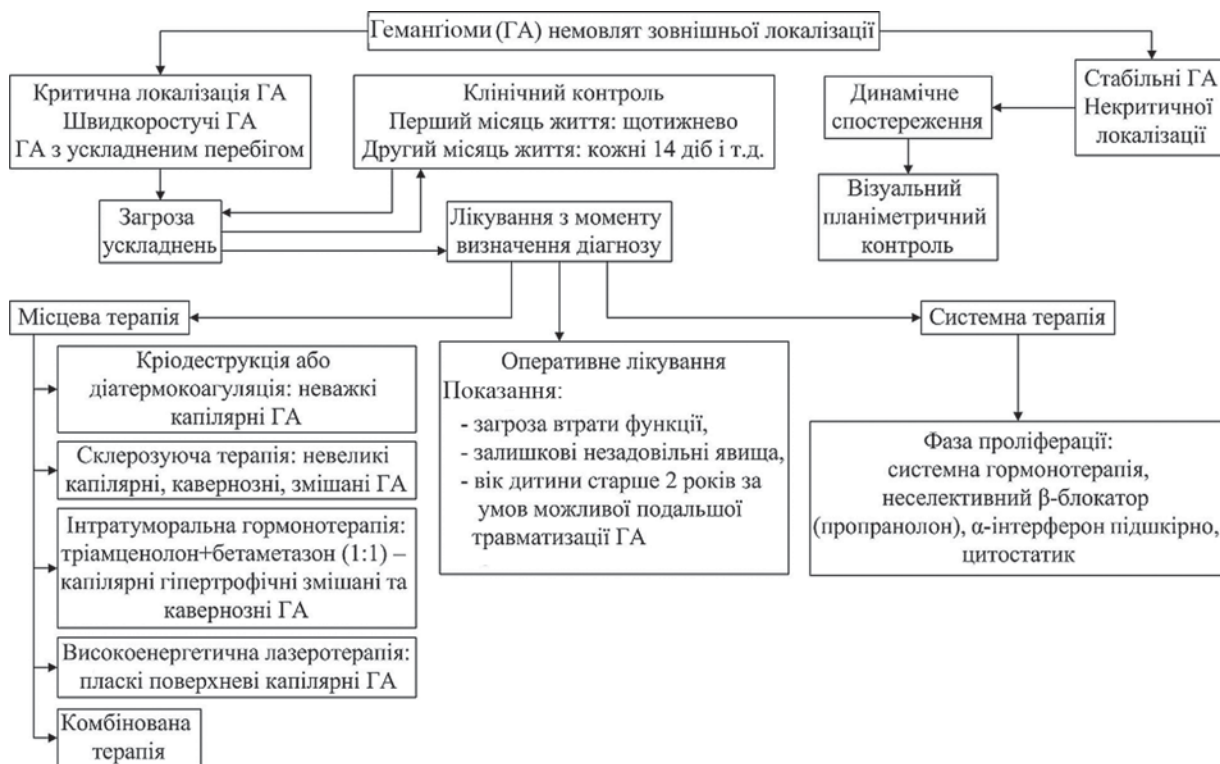 Гемангіоми (ГА) немовлят зовнішньої локалізації
Критична локалізація ГА
Швидкоростучі ГА
ГА з ускладненим перебігом
Клінічний контроль
Перший місяць життя: щотижнево
Другий місяць життя: кожні 14 діб і т.д.
Динамічне
спостереження
Стабільні ГА
Некритичної
локалізації
Загроза
ускладнень
Лікування з моменту
визначення діагнозу
Візуальний
планіметричний
контроль
Місцева терапія
Системна терапія
Кріодеструкція або
діатермокоагуляція: неважкі
капілярні ГА
Склерозуюча терапія: невеликі
капілярні, кавернозні, змішані ГА
Інтратуморальна гормонотерапія:
тріамценолон+бетаметазон (1:1) –
капілярні гіпертрофічні змішані та
кавернозні ГА
Високоенергетична лазеротерапія:
пласкі поверхневі капілярні ГА
Комбінована
терапія
Оперативне лікування
Показання:
- загроза втрати функції,
- залишкові незадовільні явища,
- вік дитини старше 2 років за
умов можливої подальшої
травматизації ГА
Фаза проліферації:
системна гормонотерапія,
неселективний β-блокатор
(пропранолон), α-інтерферон підшкірно,
цитостатик